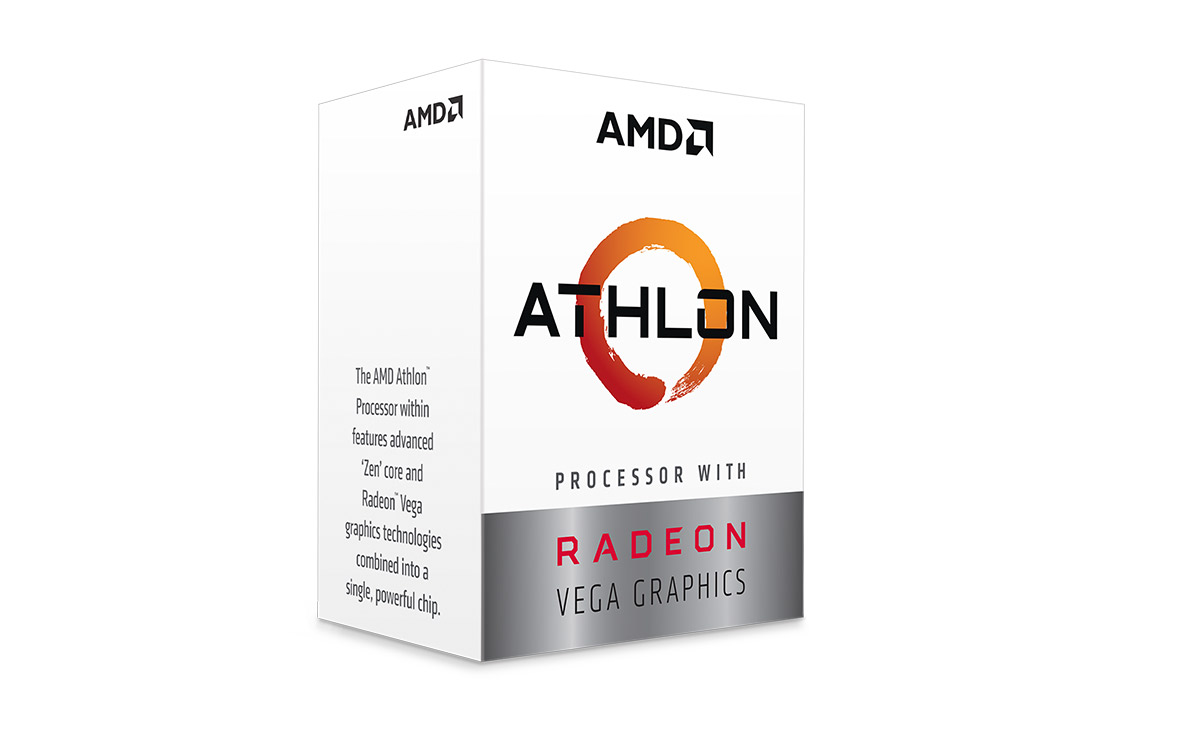 AMD
The AMD Athlon™
Processor within
features advanced
‘Zen’ core and
Radeon™ Vega
graphics technologies
combined into a
single, powerful chip.
AMD
ATHLON
PROCESSOR WITH
RADEON
VEGA GRAPHICS